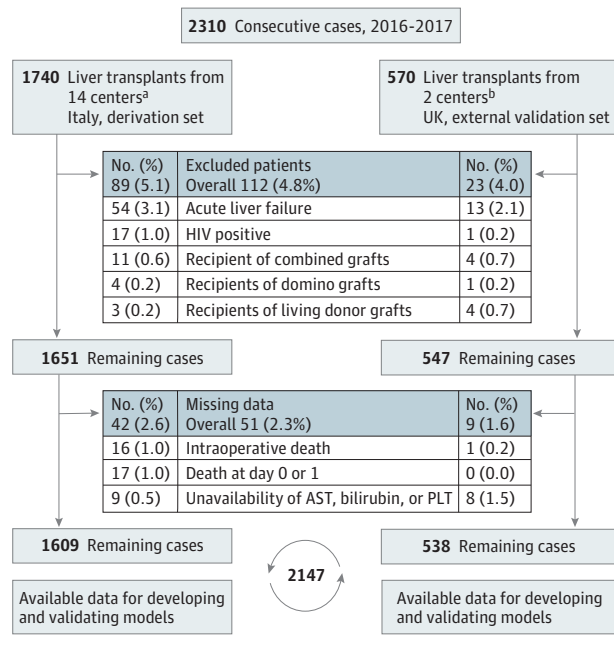 2310 Consecutive cases, 2016-2017
1740 Liver transplants from
14 centersa
Italy, derivation set
570 Liver transplants from
2 centersb
UK, external validation set
No. (%) Excluded patients No. (%)
89 (5.1) Overall 112 (4.8%) 23 (4.0)
54 (3.1) Acute liver failure 13 (2.1)
17 (1.0) HIV positive 1 (0.2)
11 (0.6) Recipient of combined grafts 4 (0.7)
4 (0.2) Recipients of domino grafts 1 (0.2)
3 (0.2) Recipients of living donor grafts 4 (0.7)
1651 Remaining cases
547 Remaining cases
No. (%) Missing data No. (%)
42 (2.6) Overall 51 (2.3%) 9 (1.6)
16 (1.0) Intraoperative death 1 (0.2)
17 (1.0) Death at day 0 or 1 0 (0.0)
9 (0.5) Unavailability of AST, bilirubin, or PLT 8 (1.5)
1609 Remaining cases
2147
538 Remaining cases
Available data for developing
and validating models
Available data for developing
and validating models